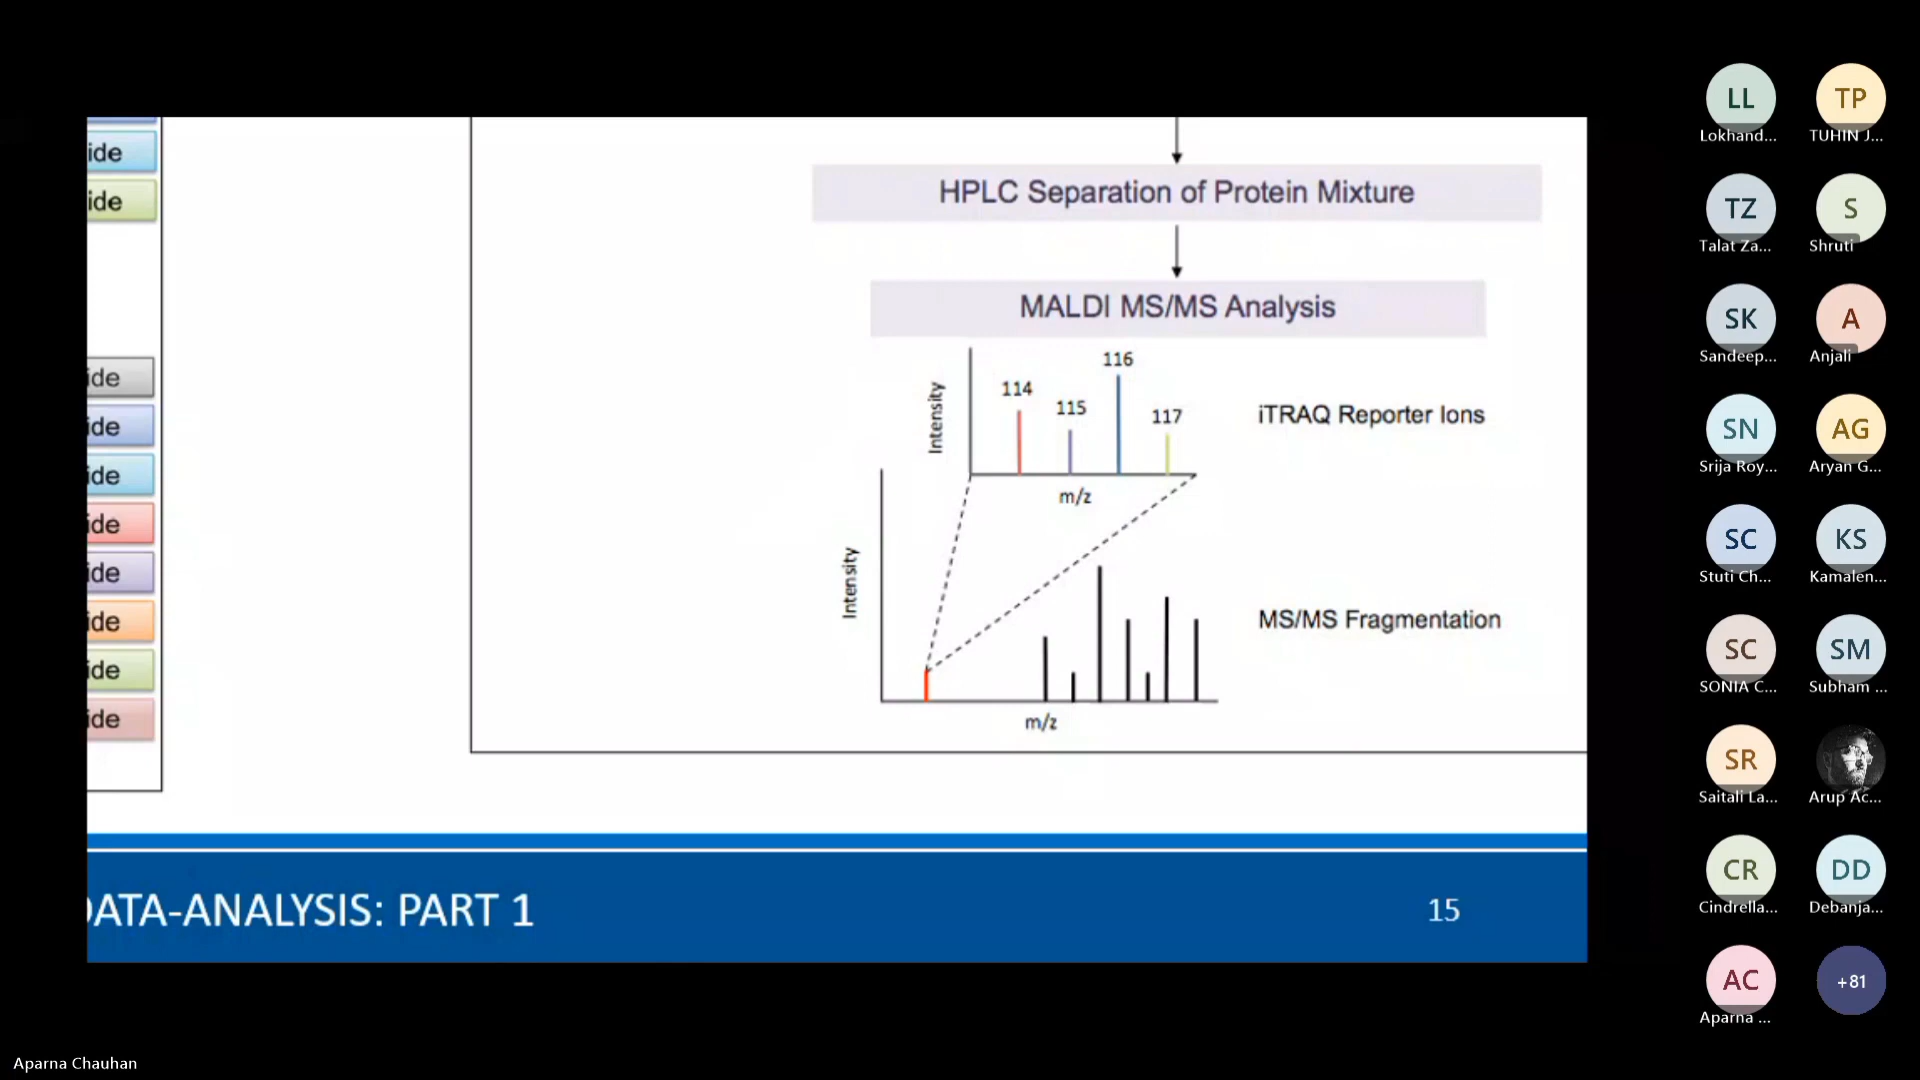 ide
ide
ide
ide
ide
ide
ide
ide
ide
ide
HPLC Separation of Protein Mixture
MALDI MS/MS Analysis
Intensity
114
115
116
117
m/z
iTRAQ Reporter Ions
Intensity
m/z
MS/MS Fragmentation
DATA-ANALYSIS: PART 1
15
LL
Lokhand...
TP
TUHIN J...
TZ
Talat Za...
S
Shruti
SK
Sandeep...
A
Anjali
SN
Srija Roy...
AG
Aryan G...
SC
Stuti Ch...
KS
Kamalen...
SC
SONIA C...
SM
Subham ...
SR
Saitali La...
Arup Ac...
CR
Cindrella...
DD
Debanja...
AC
Aparna ...
+81
Aparna Chauhan